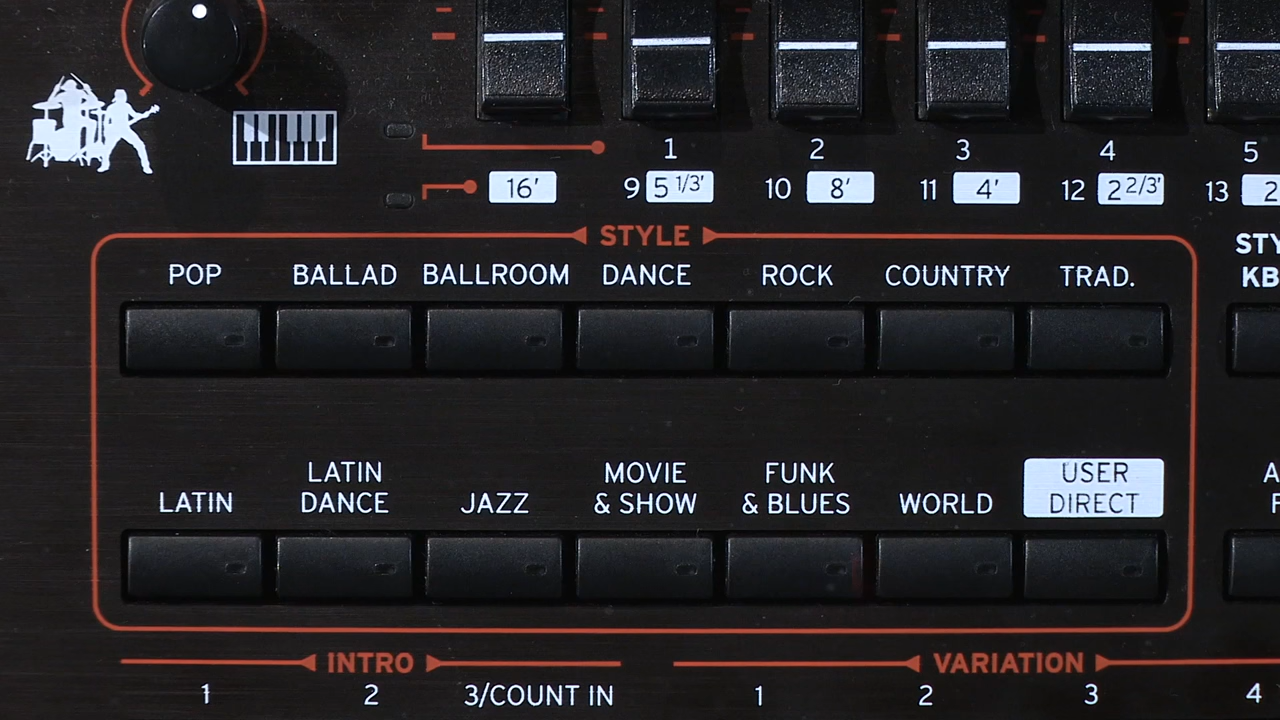 1 2 3 4 5
16' 9 5 1/3' 10 8' 11 4' 12 2 2/3' 13 2
STYLE
POP BALLAD BALLROOM DANCE ROCK COUNTRY TRAD.
LATIN LATIN DANCE JAZZ MOVIE & SHOW FUNK & BLUES WORLD USER DIRECT
INTRO VARIATION
1 2 3/COUNT IN 1 2 3 4